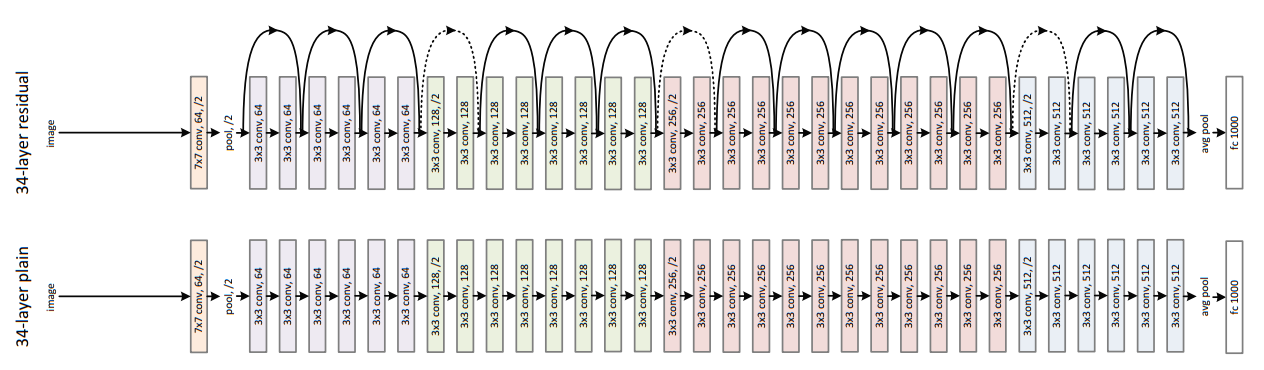 34-layer residual
image
7x7 conv, 64, /2
pool, /2
3x3 conv, 64
3x3 conv, 64
3x3 conv, 64
3x3 conv, 64
3x3 conv, 64
3x3 conv, 64
3x3 conv, 128, /2
3x3 conv, 128
3x3 conv, 128
3x3 conv, 128
3x3 conv, 128
3x3 conv, 128
3x3 conv, 128
3x3 conv, 128
3x3 conv, 256, /2
3x3 conv, 256
3x3 conv, 256
3x3 conv, 256
3x3 conv, 256
3x3 conv, 256
3x3 conv, 256
3x3 conv, 256
3x3 conv, 256
3x3 conv, 256
3x3 conv, 256
3x3 conv, 256
3x3 conv, 512, /2
3x3 conv, 512
3x3 conv, 512
3x3 conv, 512
3x3 conv, 512
3x3 conv, 512
avg pool
fc 1000
34-layer plain
image
7x7 conv, 64, /2
pool, /2
3x3 conv, 64
3x3 conv, 64
3x3 conv, 64
3x3 conv, 64
3x3 conv, 64
3x3 conv, 64
3x3 conv, 128, /2
3x3 conv, 128
3x3 conv, 128
3x3 conv, 128
3x3 conv, 128
3x3 conv, 128
3x3 conv, 128
3x3 conv, 128
3x3 conv, 256, /2
3x3 conv, 256
3x3 conv, 256
3x3 conv, 256
3x3 conv, 256
3x3 conv, 256
3x3 conv, 256
3x3 conv, 256
3x3 conv, 256
3x3 conv, 256
3x3 conv, 256
3x3 conv, 256
3x3 conv, 512, /2
3x3 conv, 512
3x3 conv, 512
3x3 conv, 512
3x3 conv, 512
3x3 conv, 512
avg pool
fc 1000